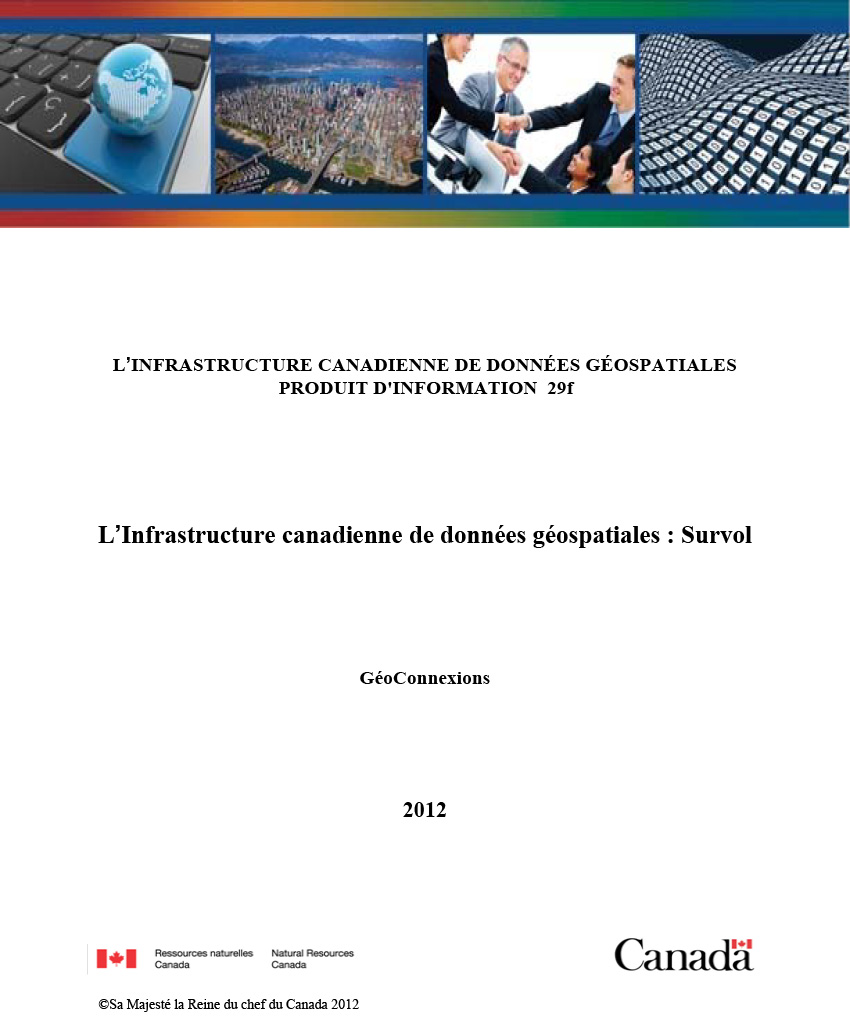 L’INFRASTRUCTURE CANADIENNE DE DONNÉES GÉOSPATIALES
PRODUIT D'INFORMATION 29f
L’Infrastructure canadienne de données géospatiales : Survol
GéoConnexions
2012
Ressources naturelles Canada
Natural Resources Canada
Canada
©Sa Majesté la Reine du chef du Canada 2012